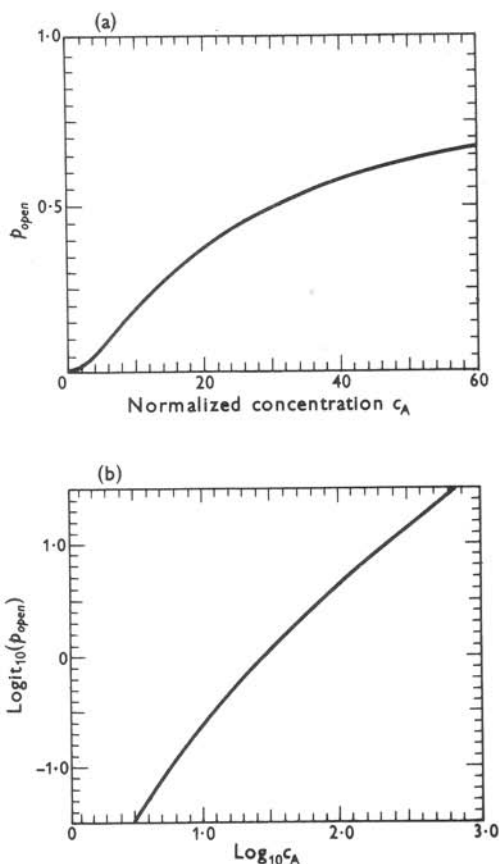 (a)
1·0
0·5
p_open
0
20
40
60
Normalized concentration c_A
(b)
1·0
0
−1·0
Logit₁₀(p_open)
0
1·0
2·0
3·0
Log₁₀c_A